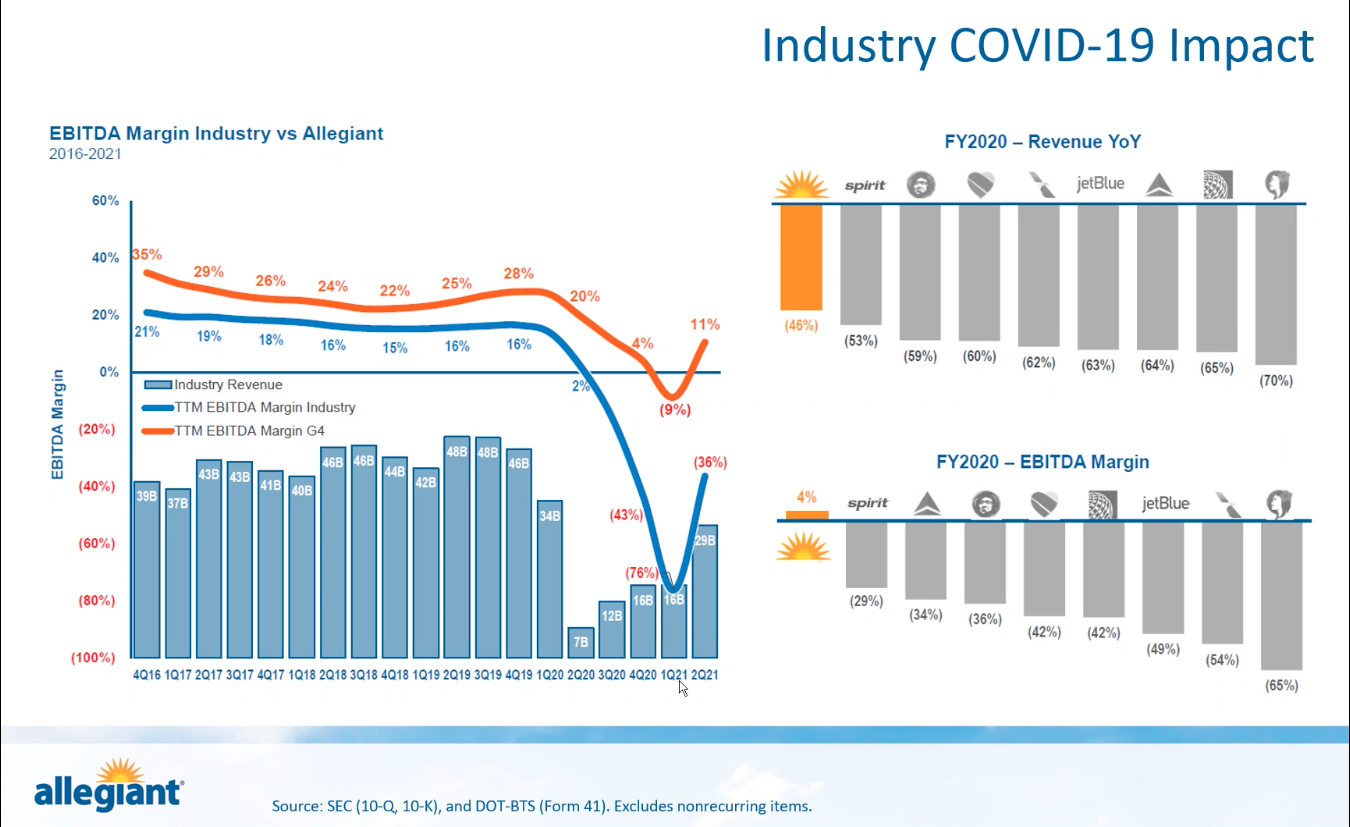 Industry COVID-19 Impact
EBITDA Margin Industry vs Allegiant
2016-2021
60%
40%
20%
0%
(20%)
(40%)
(60%)
(80%)
(100%)
EBITDA Margin
35% 29% 26% 24% 22% 25% 28% 20% 4% (9%) 11%
21% 19% 18% 16% 15% 16% 16% 2% (43%) (76%) (36%)
Industry Revenue
TTM EBITDA Margin Industry
TTM EBITDA Margin G4
39B 37B 43B 43B 41B 40B 46B 46B 44B 42B 48B 48B 46B 34B 7B 12B 16B 16B 29B
4Q16 1Q17 2Q17 3Q17 4Q17 1Q18 2Q18 3Q18 4Q18 1Q19 2Q19 3Q19 4Q19 1Q20 2Q20 3Q20 4Q20 1Q21 2Q21
FY2020 – Revenue YoY
spirit jetBlue
(46%) (53%) (59%) (60%) (62%) (63%) (64%) (65%) (70%)
FY2020 – EBITDA Margin
4% spirit jetBlue
(29%) (34%) (36%) (42%) (42%) (49%) (54%) (65%)
allegiant®
Source: SEC (10-Q, 10-K), and DOT-BTS (Form 41). Excludes nonrecurring items.